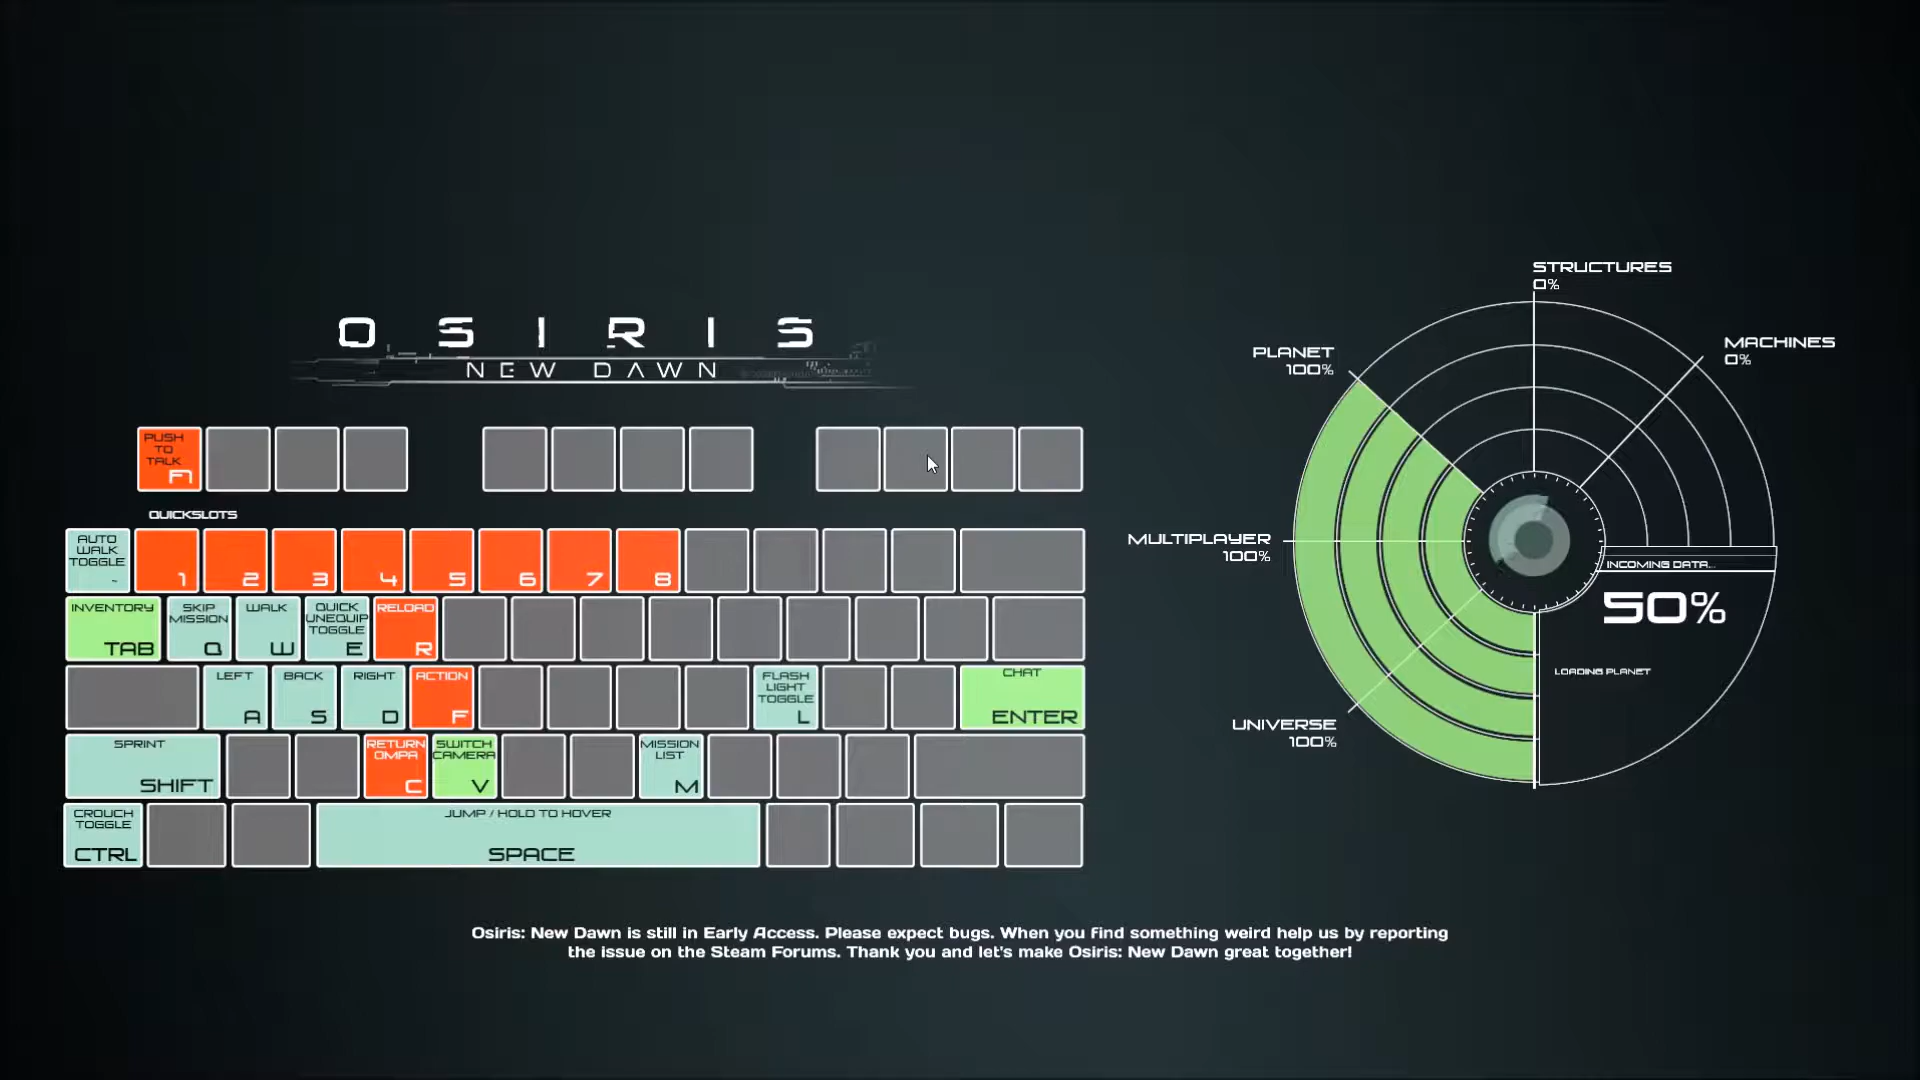 OSIRIS
NEW DAWN
STRUCTURES
0%
MACHINES
0%
PLANET
100%
MULTIPLAYER
100%
UNIVERSE
100%
INCOMING DATA...
50%
LOADING PLANET
PUSH
TO
TALK
F1
QUICKSLOTS
AUTO
WALK
TOGGLE
~
1 2 3 4 5 6 7 8
INVENTORY
TAB
SKIP
MISSION
Q
WALK
W
QUICK
UNEQUIP
TOGGLE
E
RELOAD
R
LEFT
A
BACK
S
RIGHT
D
ACTION
F
FLASH
LIGHT
TOGGLE
L
CHAT
ENTER
SPRINT
SHIFT
RETURN
OMPA
C
SWITCH
CAMERA
V
MISSION
LIST
M
CROUCH
TOGGLE
CTRL
JUMP / HOLD TO HOVER
SPACE
Osiris: New Dawn is still in Early Access. Please expect bugs. When you find something weird help us by reporting
the issue on the Steam Forums. Thank you and let's make Osiris: New Dawn great together!